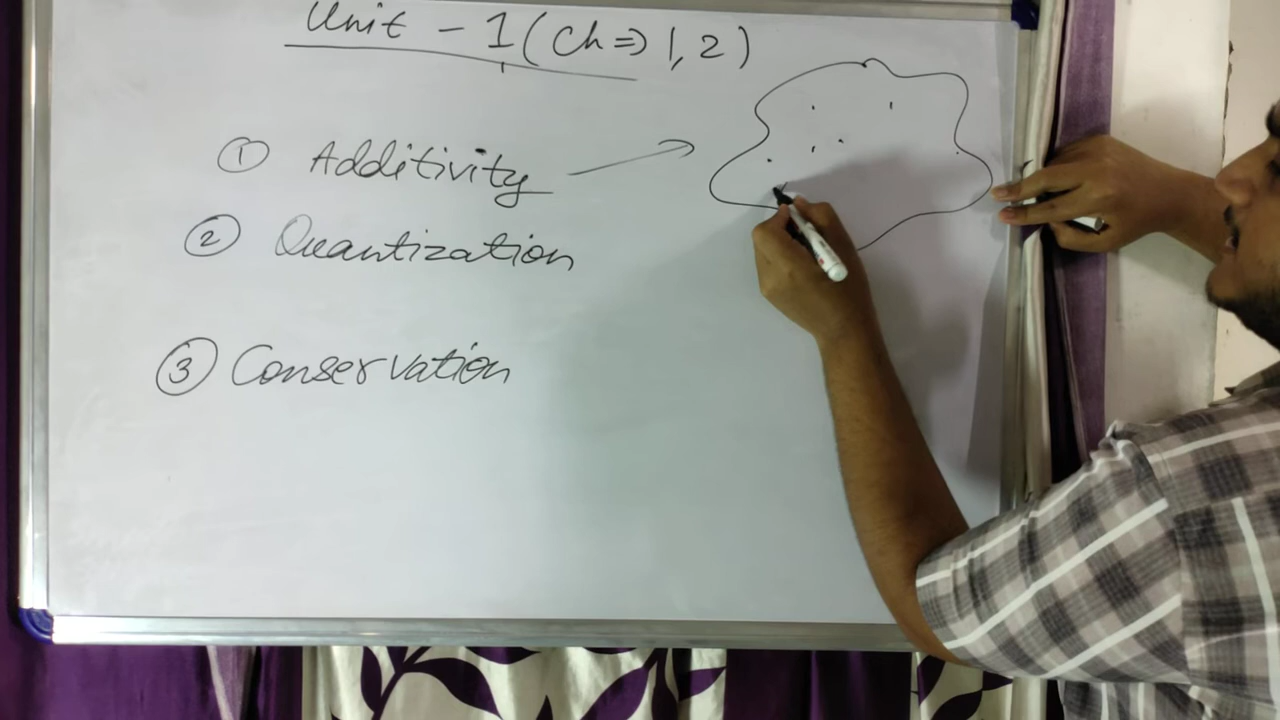 Unit - 1 (Ch ⇒ 1, 2)
① Additivity →
② Quantization
③ Conservation